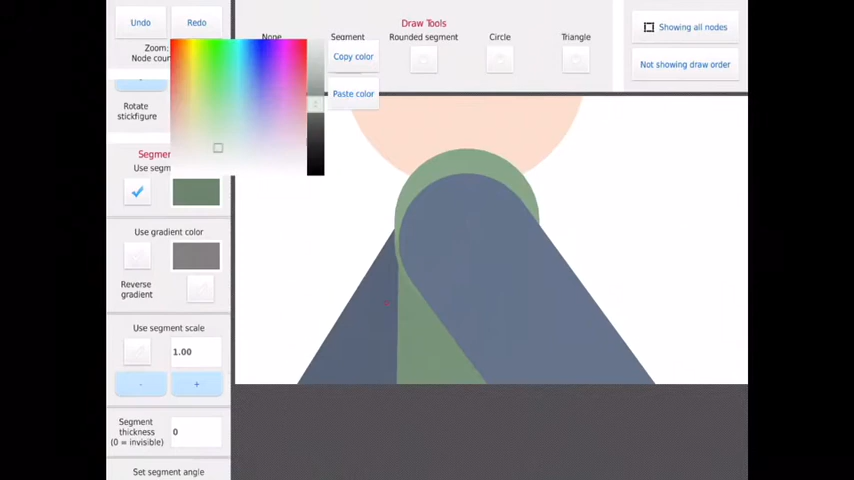 Undo
Redo
Draw Tools
Zoom:
Node coun
None
Segment
Rounded segment
Circle
Triangle
Copy color
Paste color
Showing all nodes
Not showing draw order
-
Rotate
stickfigure
Segmen
Use segm
Use gradient color
Reverse
gradient
Use segment scale
1.00
-
+
Segment
thickness
(0 = invisible)
0
Set segment angle